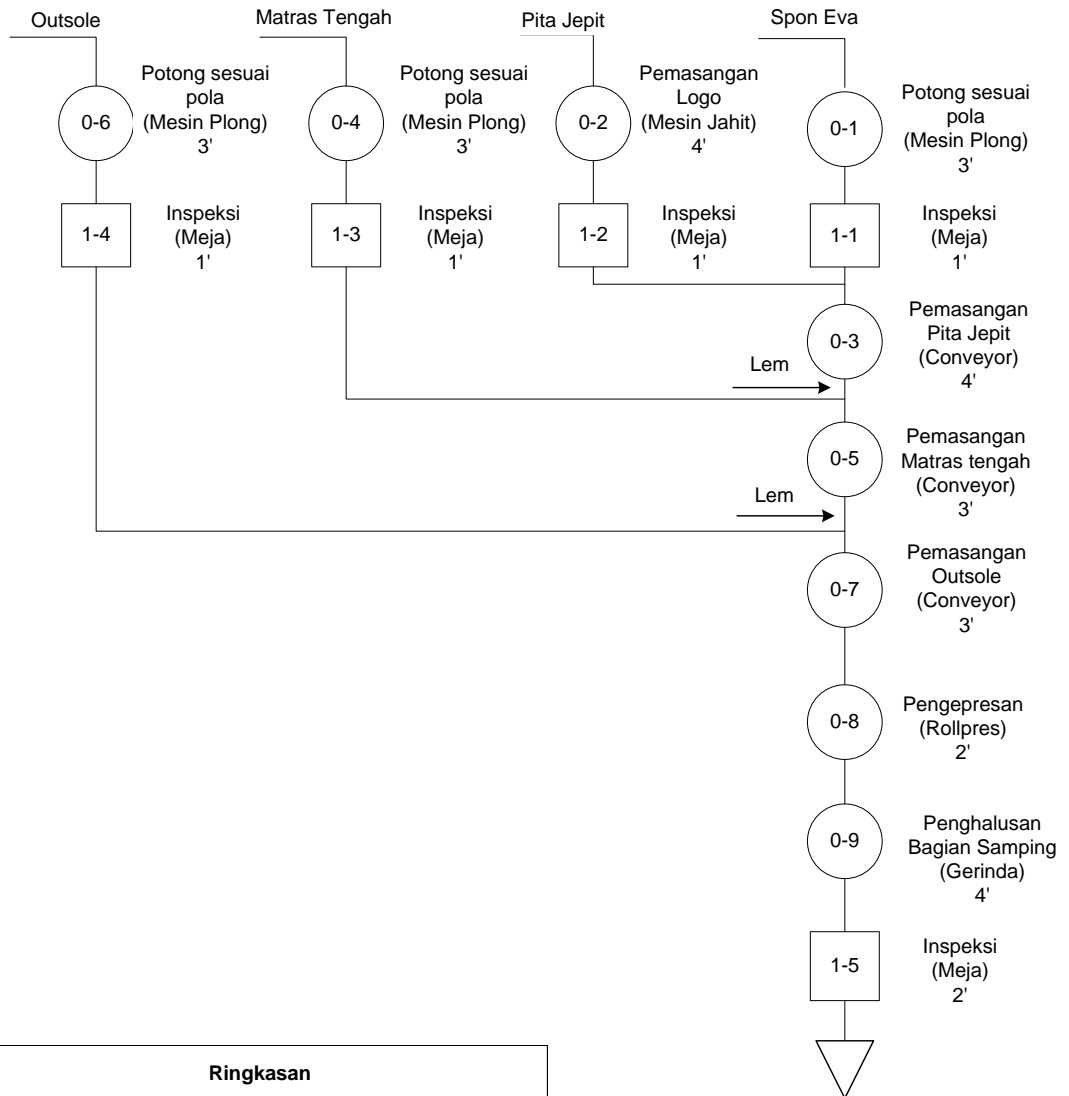 Outsole
Matras Tengah
Pita Jepit
Spon Eva
0-6
Potong sesuai
pola
(Mesin Plong)
3'
0-4
Potong sesuai
pola
(Mesin Plong)
3'
0-2
Pemasangan
Logo
(Mesin Jahit)
4'
0-1
Potong sesuai
pola
(Mesin Plong)
3'
1-4
Inspeksi
(Meja)
1'
1-3
Inspeksi
(Meja)
1'
1-2
Inspeksi
(Meja)
1'
1-1
Inspeksi
(Meja)
1'
0-3
Pemasangan
Pita Jepit
(Conveyor)
4'
Lem
0-5
Pemasangan
Matras tengah
(Conveyor)
3'
Lem
0-7
Pemasangan
Outsole
(Conveyor)
3'
0-8
Pengepresan
(Rollpres)
2'
0-9
Penghalusan
Bagian Samping
(Gerinda)
4'
1-5
Inspeksi
(Meja)
2'
Ringkasan